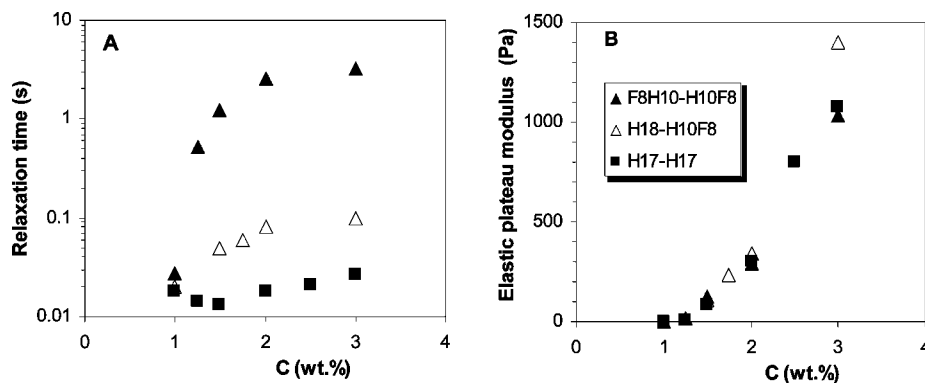 A
Relaxation time (s)
10
1
0.1
0.01
0 1 2 3 4
C (wt.%)
B
Elastic plateau modulus (Pa)
1500
1000
500
0
F8H10-H10F8
H18-H10F8
H17-H17
0 1 2 3 4
C (wt.%)